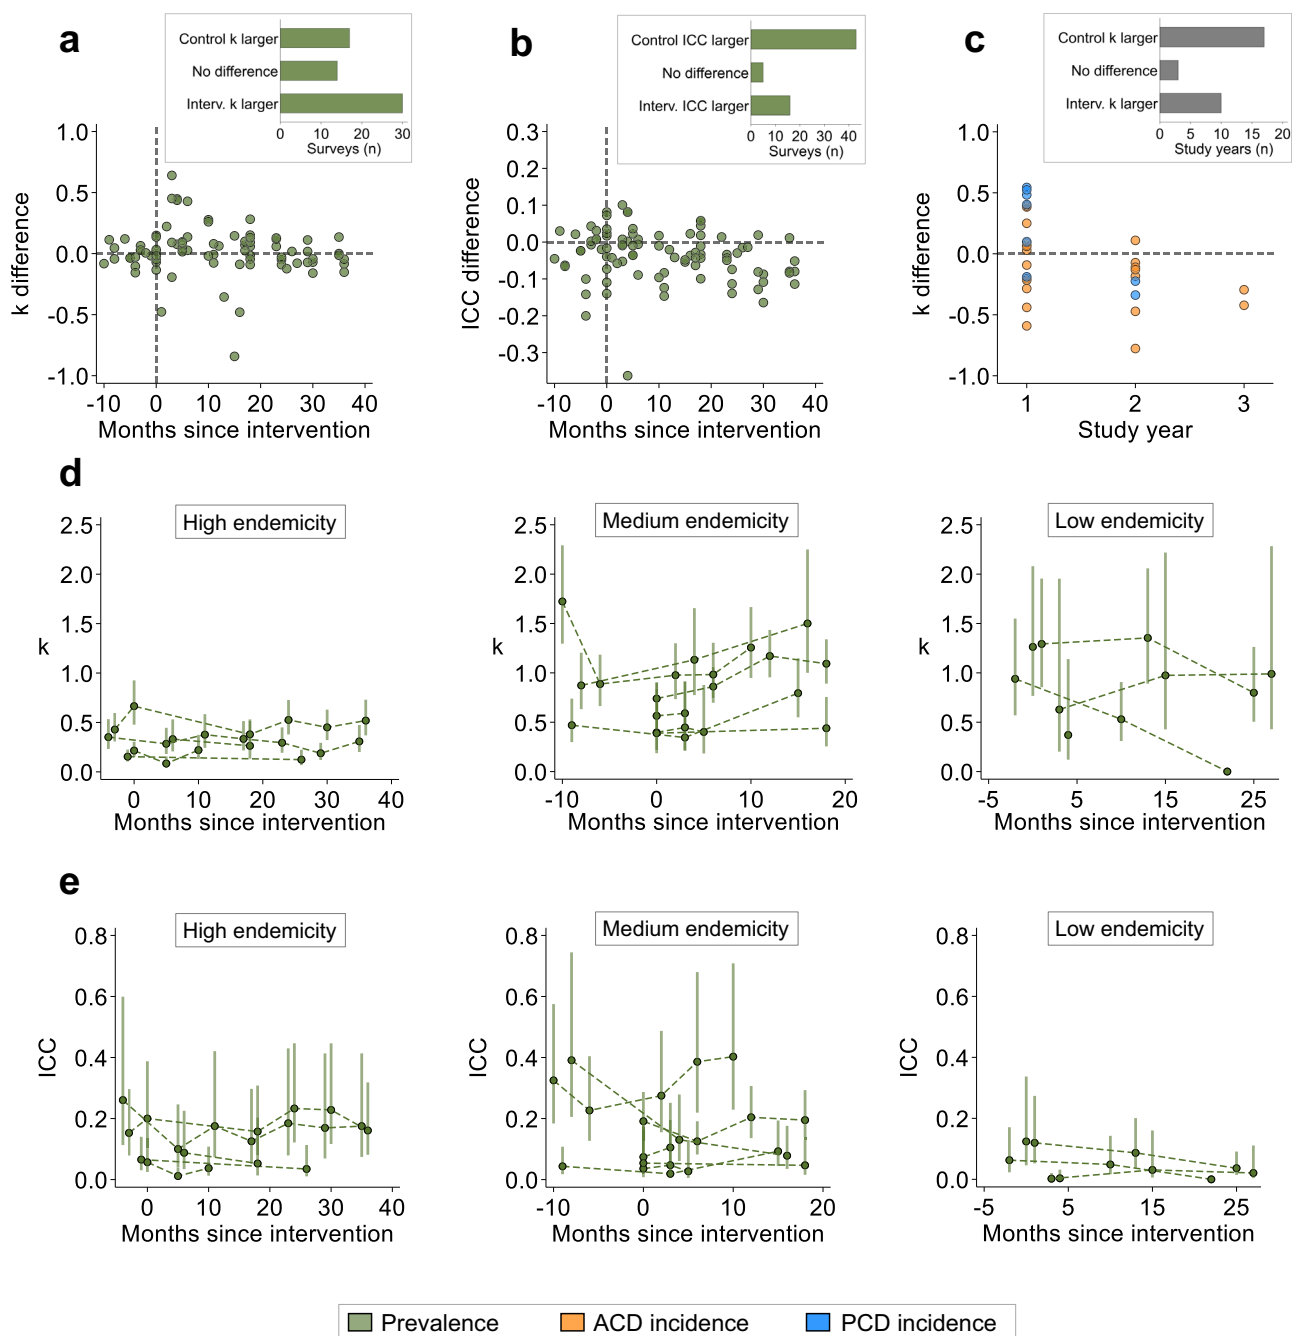 a
Control k larger
No difference
Interv. k larger
0 10 20 30
Surveys (n)
1.0
0.5
0.0
-0.5
-1.0
k difference
-10 0 10 20 30 40
Months since intervention
b
Control ICC larger
No difference
Interv. ICC larger
0 10 20 30 40
Surveys (n)
0.3
0.2
0.1
0.0
-0.1
-0.2
-0.3
ICC difference
-10 0 10 20 30 40
Months since intervention
c
Control k larger
No difference
Interv. k larger
0 5 10 15 20
Study years (n)
1.0
0.5
0.0
-0.5
-1.0
k difference
1 2 3
Study year
d
High endemicity
2.5
2.0
1.5
1.0
0.5
0.0
k
0 10 20 30 40
Months since intervention
Medium endemicity
2.5
2.0
1.5
1.0
0.5
0.0
k
-10 0 10 20
Months since intervention
Low endemicity
2.5
2.0
1.5
1.0
0.5
0.0
k
-5 5 15 25
Months since intervention
e
High endemicity
0.8
0.6
0.4
0.2
0.0
ICC
0 10 20 30 40
Months since intervention
Medium endemicity
0.8
0.6
0.4
0.2
0.0
ICC
-10 0 10 20
Months since intervention
Low endemicity
0.8
0.6
0.4
0.2
0.0
ICC
-5 5 15 25
Months since intervention
Prevalence ACD incidence PCD incidence